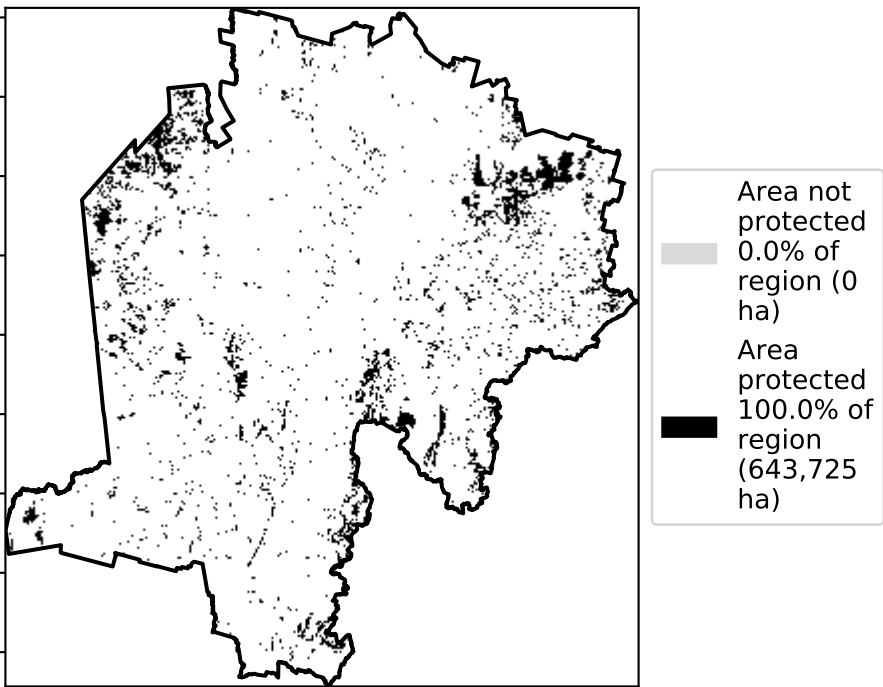 Area not
protected
0.0% of
region (0
ha)
Area
protected
100.0% of
region
(643,725
ha)